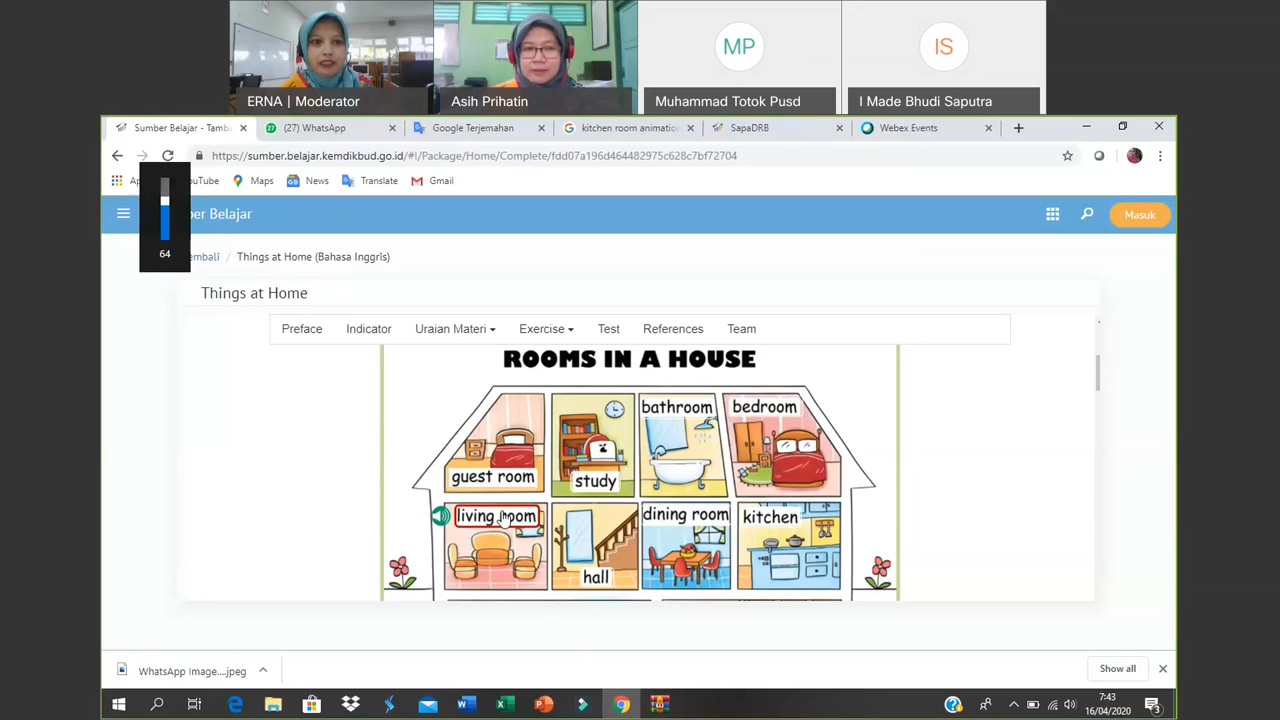 MP
IS
ERNA | Moderator
Asih Prihatin
Muhammad Totok Pusd
I Made Bhudi Saputra
Sumber Belajar - Tamba
(27) WhatsApp
Google Terjemahan
kitchen room animation
SapaDRB
Webex Events
https://sumber.belajar.kemdikbud.go.id/#!/Package/Home/Complete/fdd07a196d464482975c628c7bf72704
Ap
uTube
Maps
News
Translate
Gmail
ber Belajar
Masuk
64
embali / Things at Home (Bahasa Inggris)
Things at Home
Preface
Indicator
Uraian Materi
Exercise
Test
References
Team
ROOMS IN A HOUSE
bathroom
bedroom
guest room
study
living room
dining room
kitchen
hall
WhatsApp Image....jpeg
Show all
7:43
16/04/2020
3